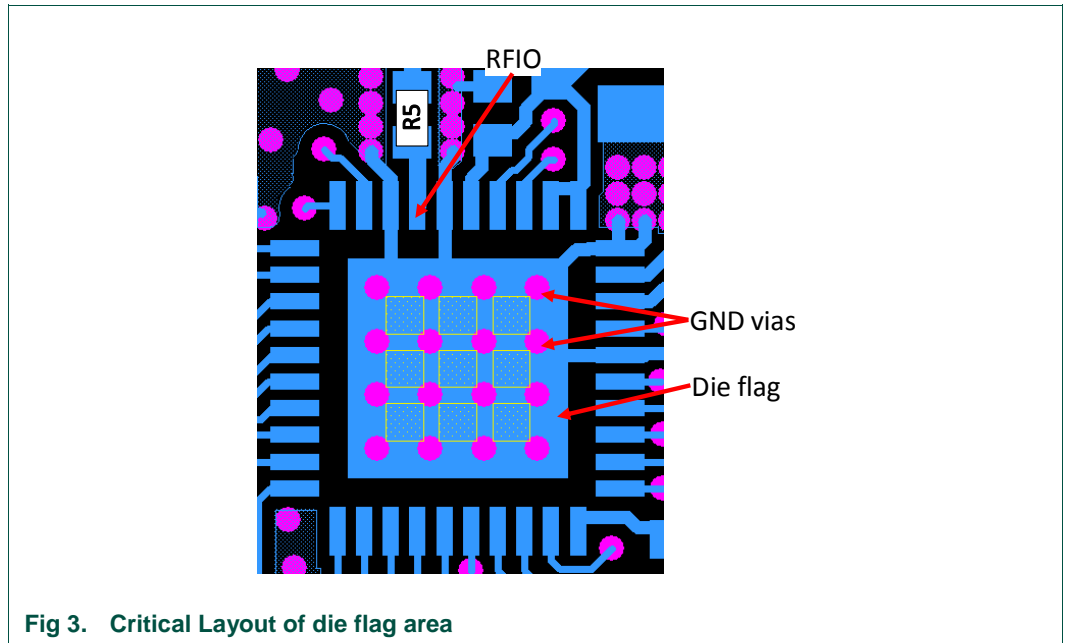 RFIO
R5
GND vias
Die flag
Fig 3. Critical Layout of die flag area